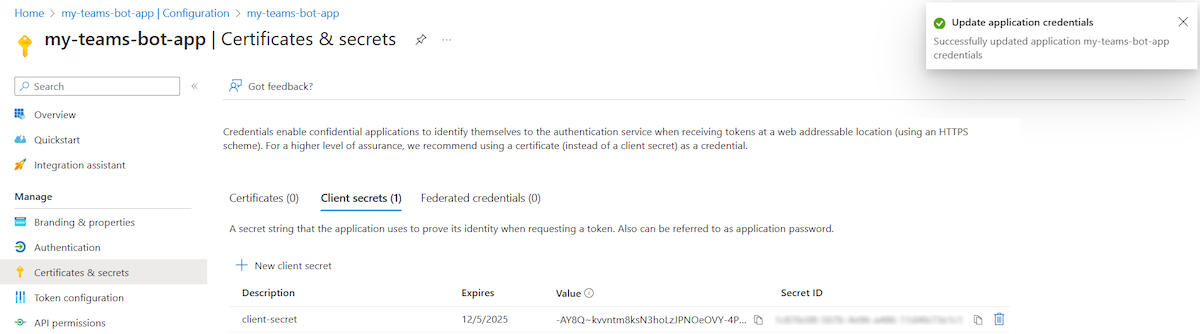 Home > my-teams-bot-app | Configuration > my-teams-bot-app
my-teams-bot-app | Certificates & secrets
Update application credentials
Successfully updated application my-teams-bot-app
credentials
Search
Got feedback?
Overview
Quickstart
Integration assistant
Manage
Branding & properties
Authentication
Certificates & secrets
Token configuration
API permissions
Credentials enable confidential applications to identify themselves to the authentication service when receiving tokens at a web addressable location (using an HTTPS
scheme). For a higher level of assurance, we recommend using a certificate (instead of a client secret) as a credential.
Certificates (0) Client secrets (1) Federated credentials (0)
A secret string that the application uses to prove its identity when requesting a token. Also can be referred to as application password.
New client secret
Description Expires Value Secret ID
client-secret 12/5/2025 -AY8Q~kvvntm8ksN3hoLzJPNOeOVY-4P...